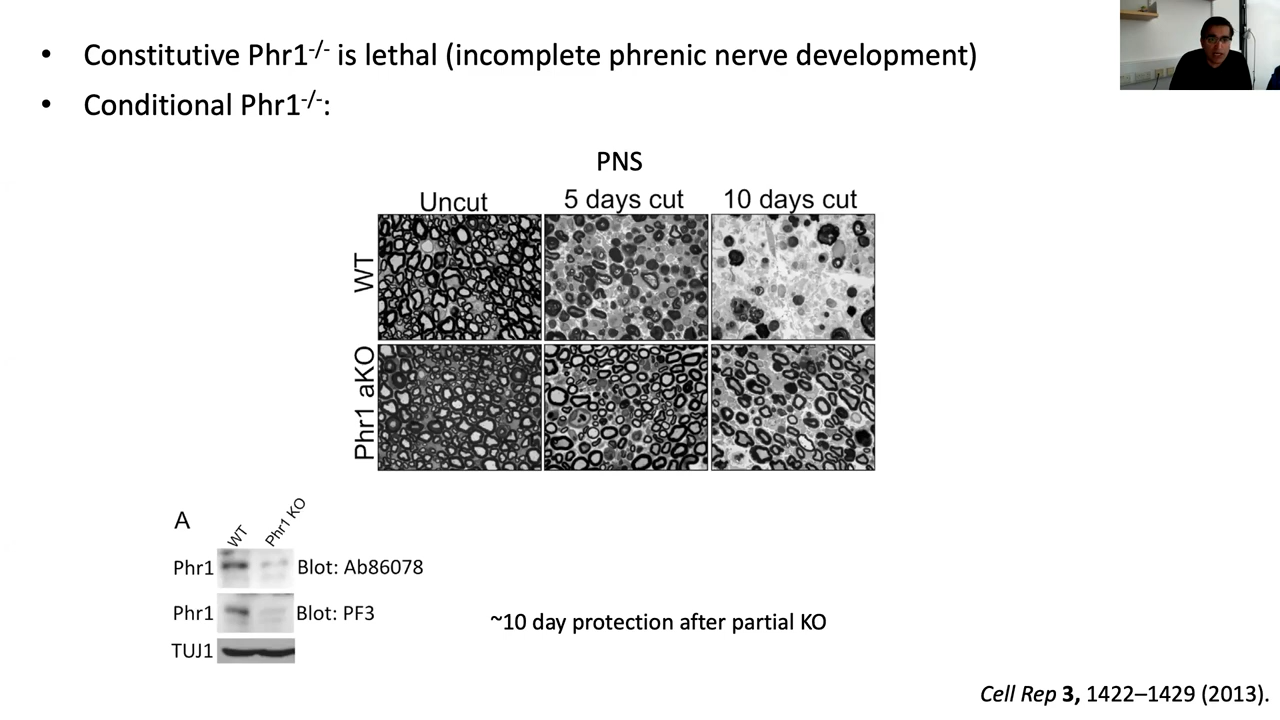 • Constitutive Phr1-/- is lethal (incomplete phrenic nerve development)
• Conditional Phr1-/-:
PNS
Uncut 5 days cut 10 days cut
WT
Phr1 aKO
A
WT Phr1 KO
Phr1 Blot: Ab86078
Phr1 Blot: PF3
TUJ1
~10 day protection after partial KO
Cell Rep 3, 1422–1429 (2013).